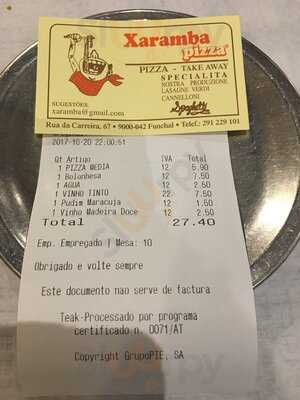 Xaramba
pizza
PIZZA - TAKE AWAY
SPECIALITA
NOSTRA PRODUZIONE
LASAGNE VERDI
CANNELLONI
Spaghetty
SUGESTÕES:
xaramba@gmail.com
Rua da Carreira, 67 • 9000-042 Funchal • Telef.: 291 229 101
2017-10-20 22:00:51
Qt Artigo IVA Total
1 PIZZA MEDIA 12 5.90
1 Bolonhesa 12 7.50
1 AGUA 12 2.50
1 VINHO TINTO 22 7.50
1 Pudim Maracuja 12 1.50
1 Vinho Madeira Doce 12 2.50
Total 27.40
Emp. Empregado | Mesa: 10
Obrigado e volte sempre
Este documento nao serve de factura
Teak-Processado por programa
certificado n. 0071/AT
Copyright GrupoPIE, SA